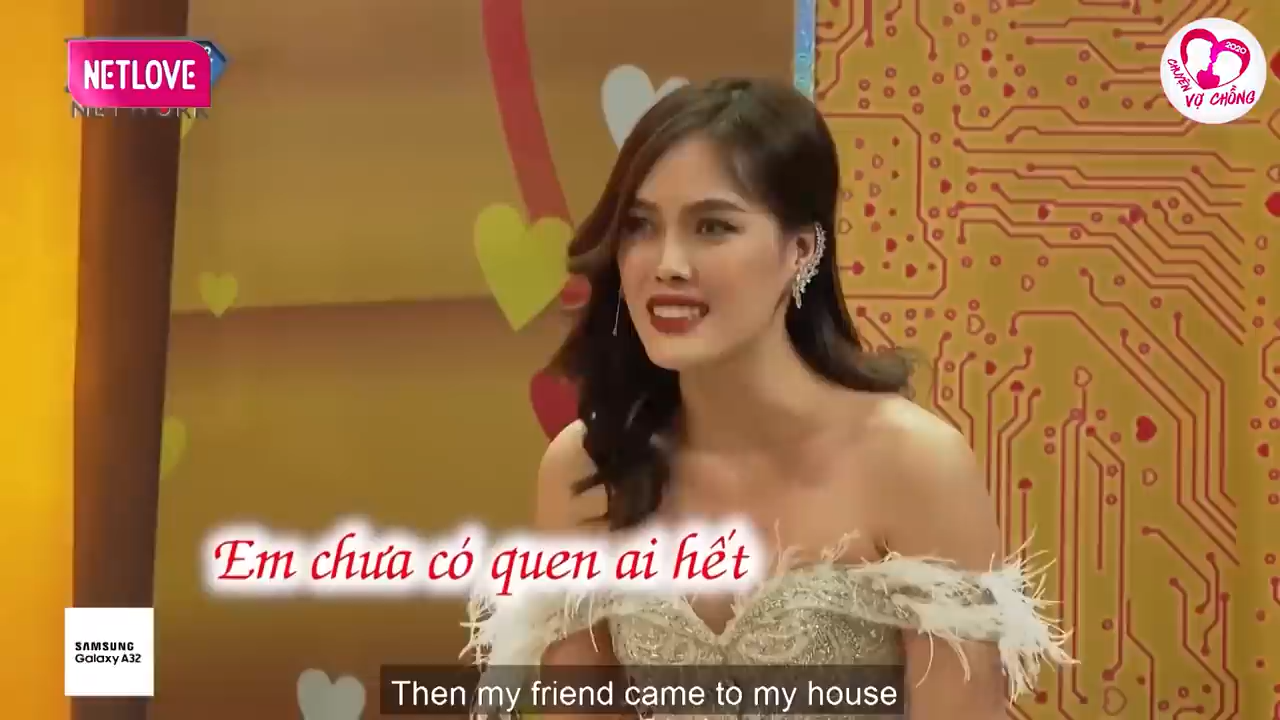 NETLOVE
NETWORK
2020
CHUYỆN
VỢ CHỒNG
Em chưa có quen ai hết
SAMSUNG
Galaxy A32
Then my friend came to my house